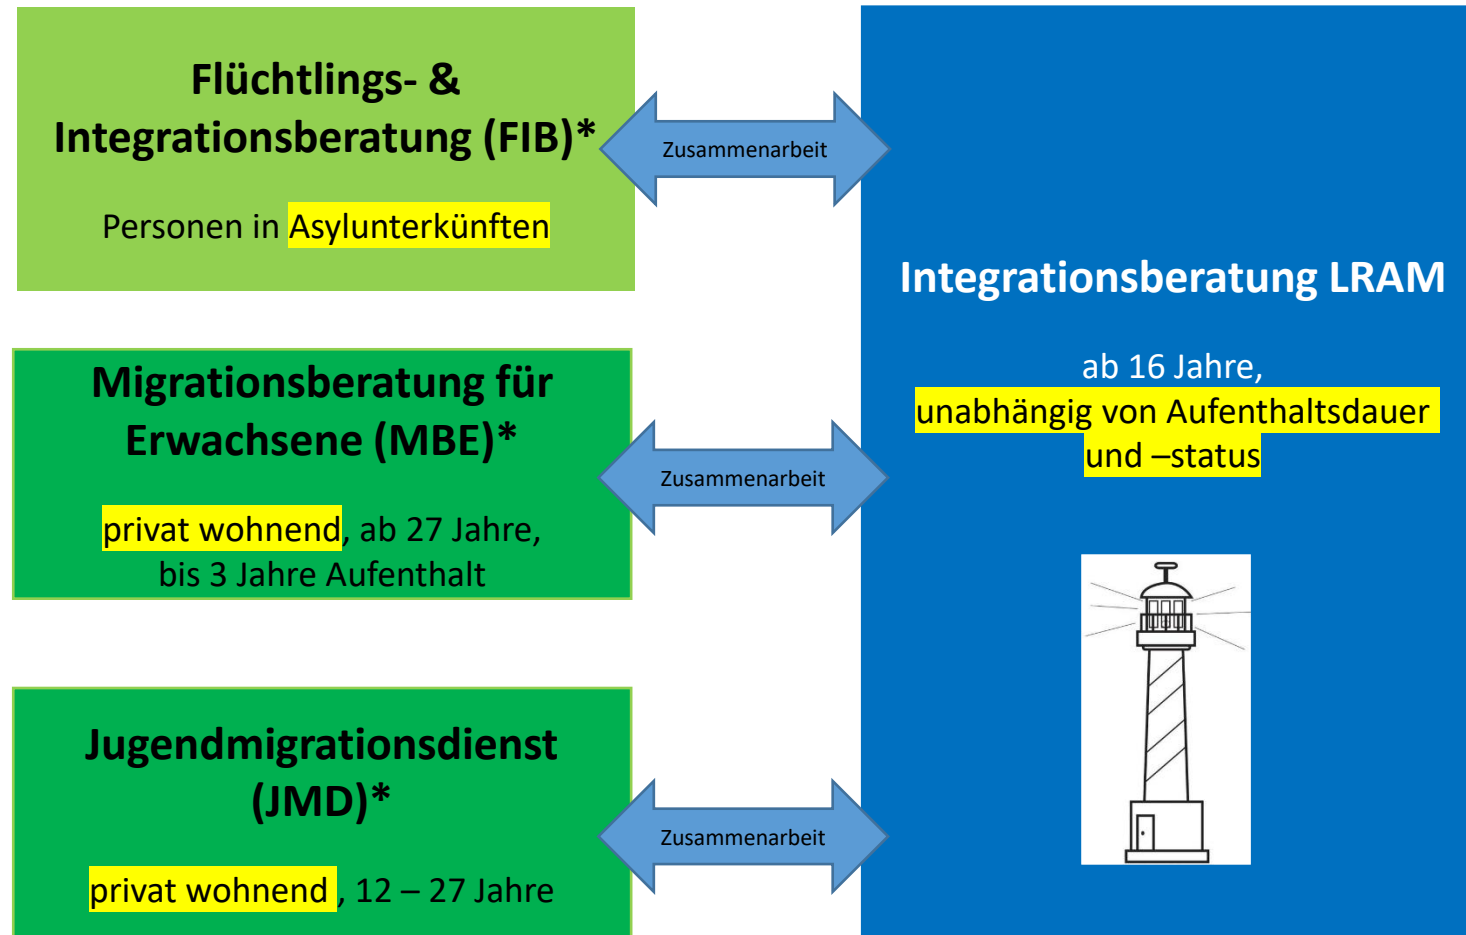 Flüchtlings- &
Integrationsberatung (FIB)*
Personen in Asylunterkünften
Zusammenarbeit
Migrationsberatung für
Erwachsene (MBE)*
privat wohnend, ab 27 Jahre,
bis 3 Jahre Aufenthalt
Zusammenarbeit
Jugendmigrationsdienst
(JMD)*
privat wohnend , 12 – 27 Jahre
Zusammenarbeit
Integrationsberatung LRAM
ab 16 Jahre,
unabhängig von Aufenthaltsdauer
und –status